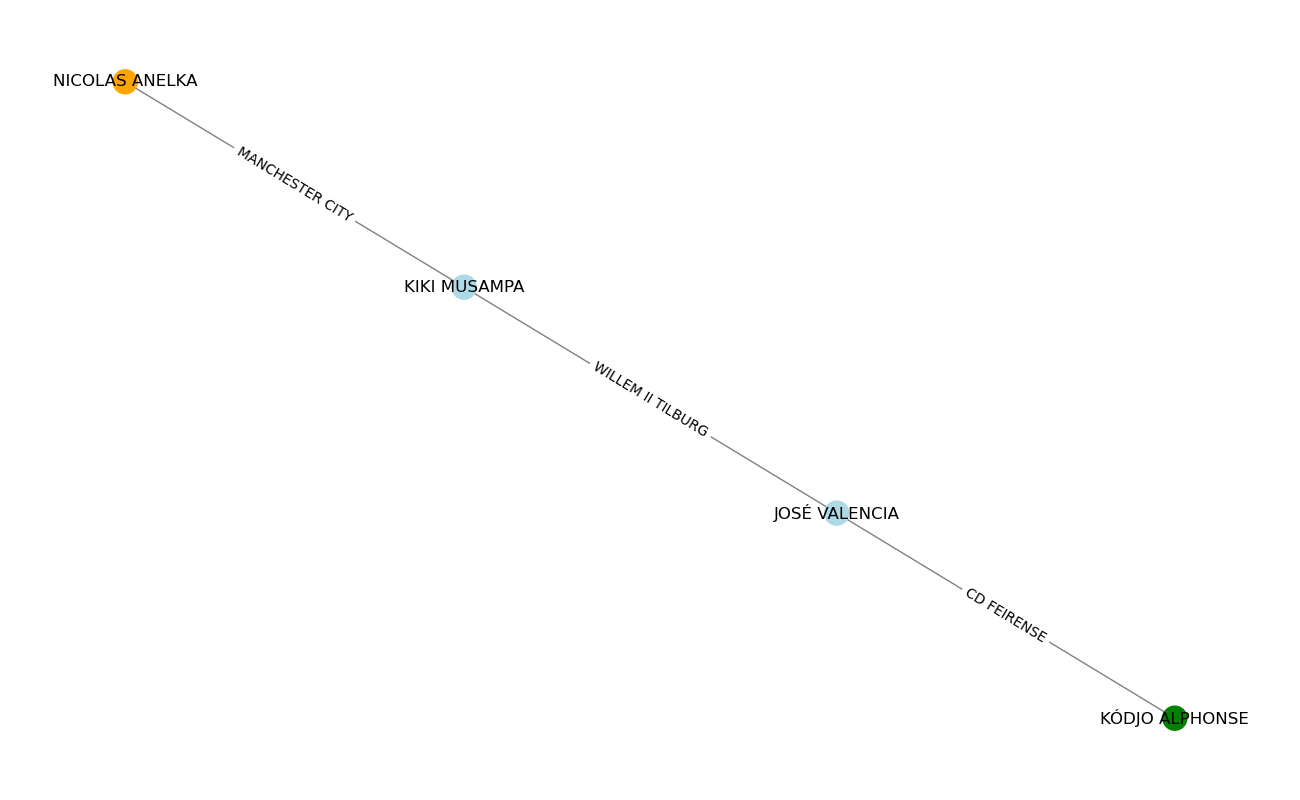 NICOLAS ANELKA
MANCHESTER CITY
KIKI MUSAMPA
WILLEM II TILBURG
JOSÉ VALENCIA
CD FEIRENSE
KÓDJO ALPHONSE